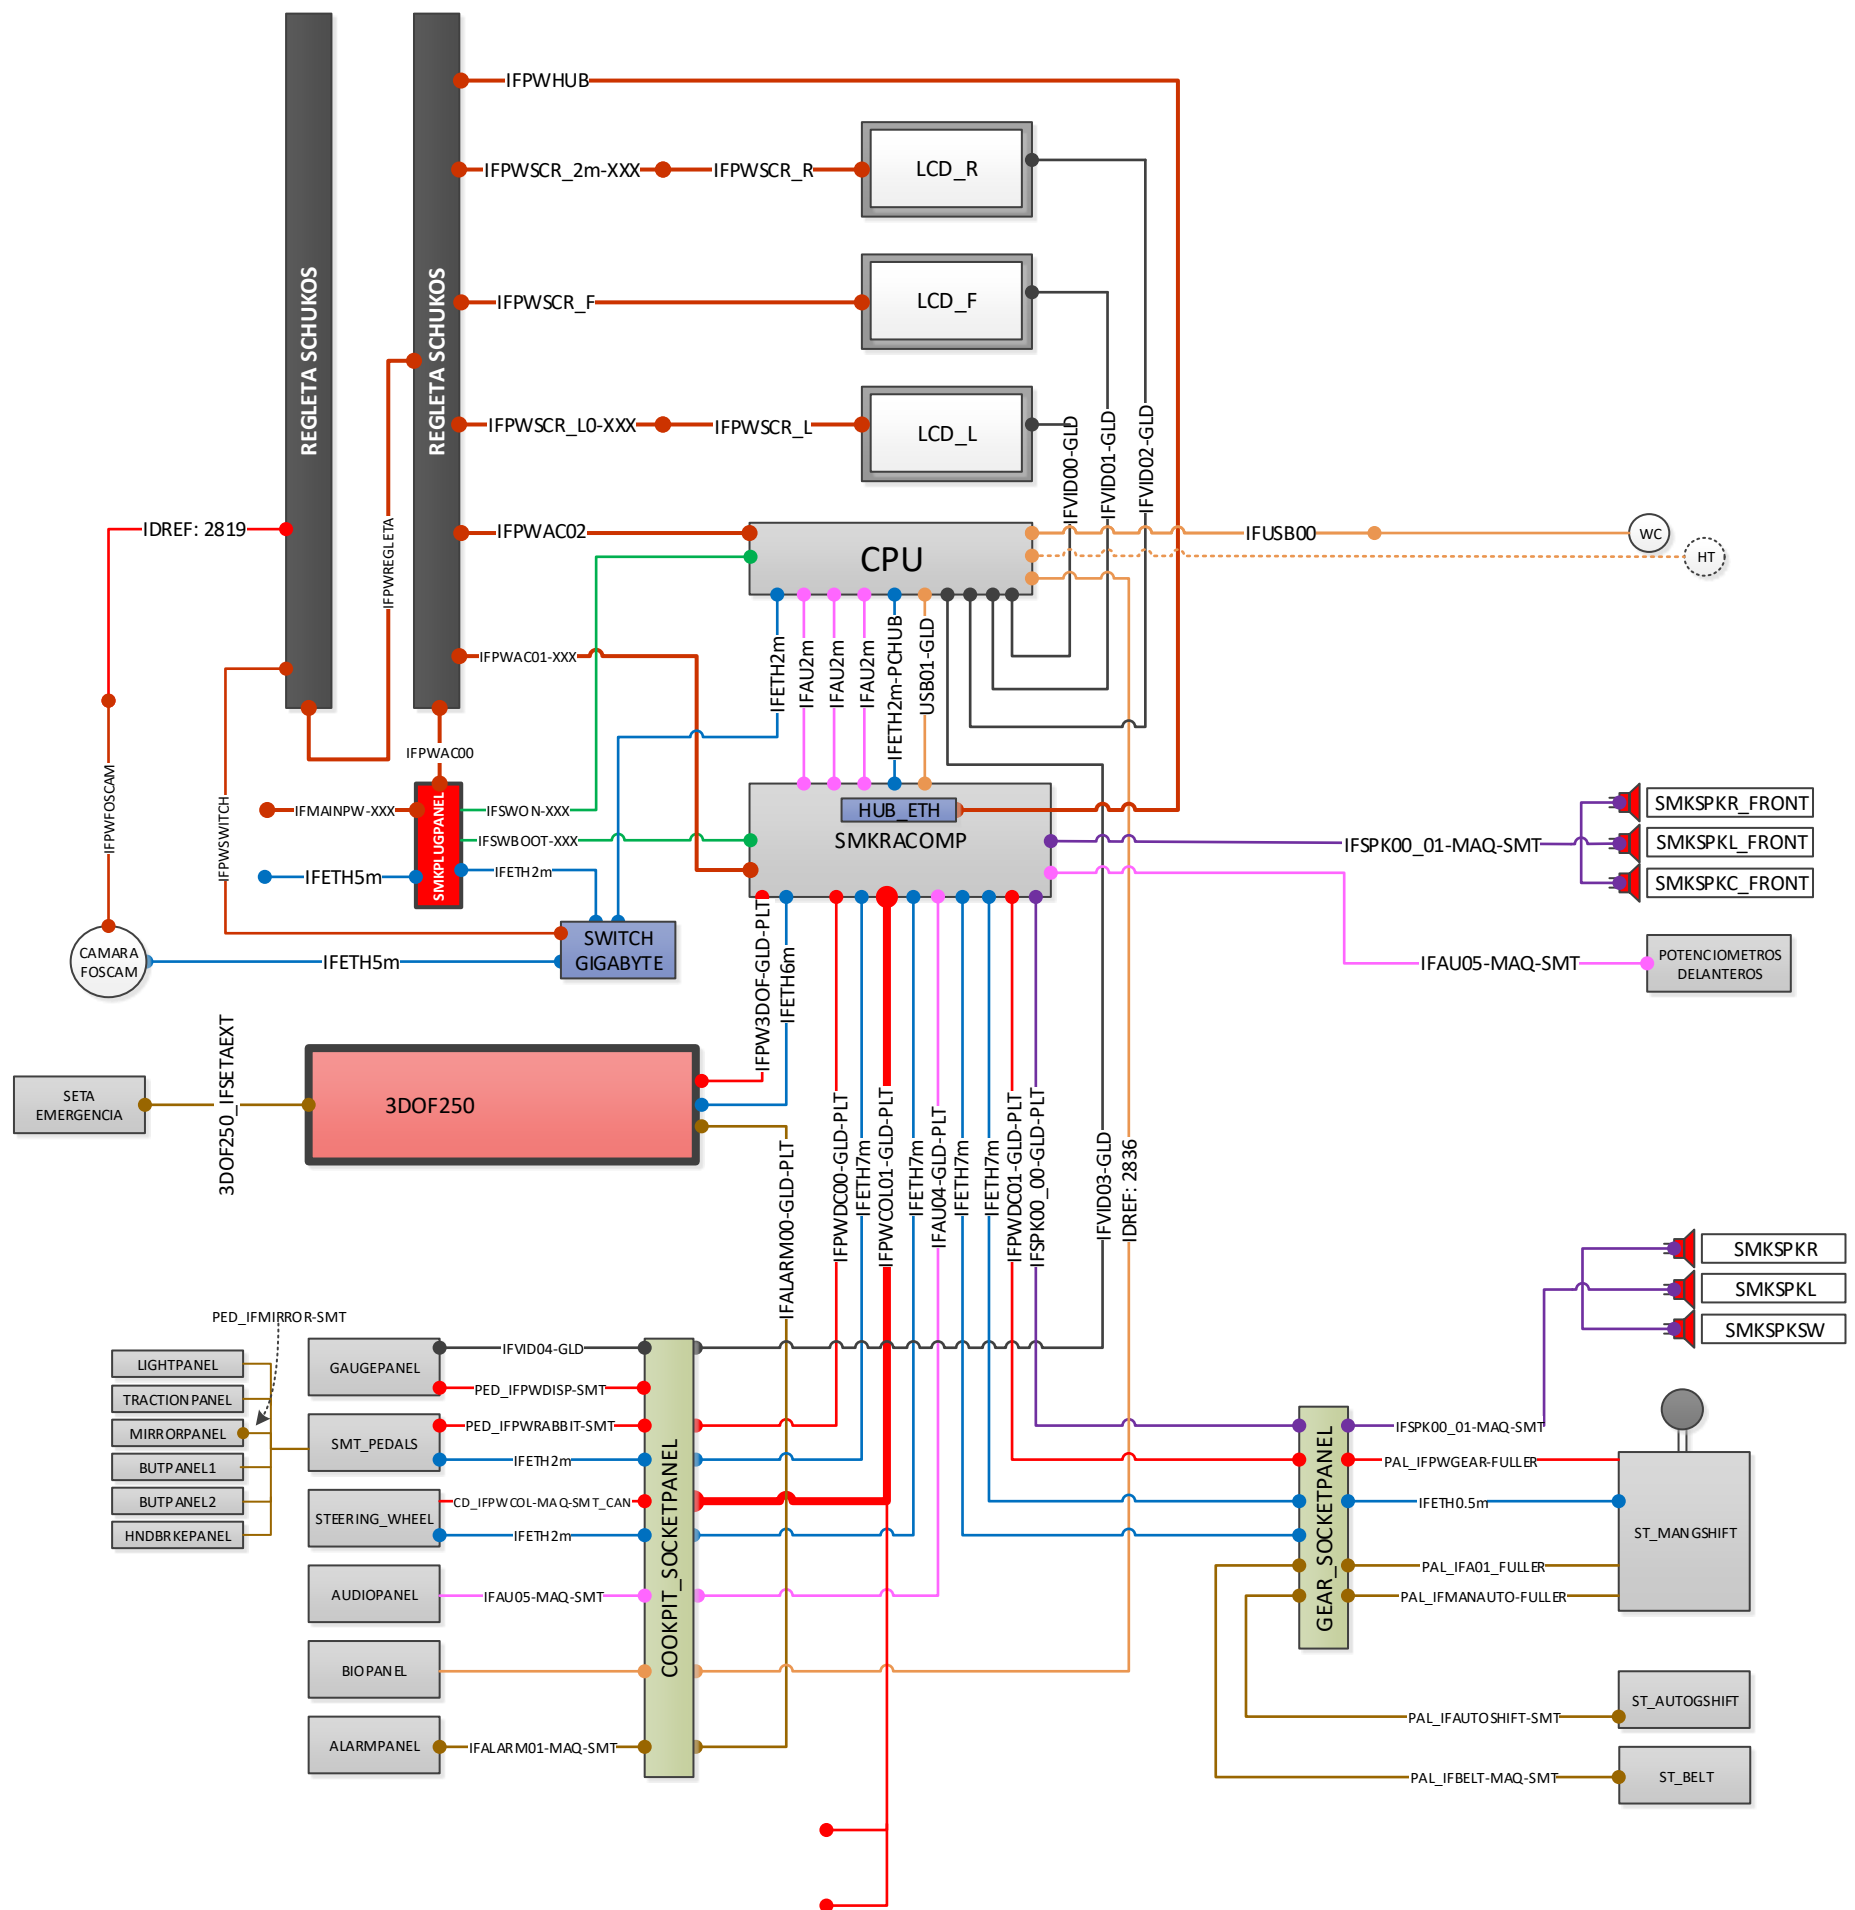 IFPWHUB
IFPWSCR_2m-XXX
IFPWSCR_R
LCD_R
REGLETA SCHUKOS
REGLETA SCHUKOS
IFPWSCR_F
LCD_F
IFPWSCR_L0-XXX
IFPWSCR_L
LCD_L
IFVID00-GLD
IFVID01-GLD
IFVID02-GLD
IDREF: 2819
IFPWREGLETA
IFPWAC02
CPU
IFUSB00
WC
HT
IFPWAC01-XXX
IFETH2m
IFAU2m
IFAU2m
IFAU2m
IFETH2m-PCHUB
USB01-GLD
IFPWAC00
IFPWFOSCAM
IFPWSWITCH
IFMAINPW-XXX
SMKPLUGPANEL
IFSWON-XXX
IFSWBOOT-XXX
IFETH5m
IFETH2m
HUB_ETH
SMKRACOMP
IFSPK00_01-MAQ-SMT
SMKSPKR_FRONT
SMKSPKL_FRONT
SMKSPKC_FRONT
CAMARA
FOSCAM
IFETH5m
SWITCH
GIGABYTE
IFAU05-MAQ-SMT
POTENCIOMETROS
DELANTEROS
IFPW3DOF-GLD-PLT
IFETH6m
SETA
EMERGENCIA
3DOF250_IFSETAEXT
3DOF250
IFALARM00-GLD-PLT
IFPWDC00-GLD-PLT
IFETH7m
IFPWCOL01-GLD-PLT
IFETH7m
IFAU04-GLD-PLT
IFETH7m
IFETH7m
IFPWDC01-GLD-PLT
IFSPK00_00-GLD-PLT
IFVID03-GLD
IDREF: 2836
SMKSPKR
SMKSPKL
SMKSPKSW
PED_IFMIRROR-SMT
LIGHTPANEL
TRACTIONPANEL
MIRRORPANEL
BUTPANEL1
BUTPANEL2
HNDBRKEPANEL
GAUGEPANEL
IFVID04-GLD
PED_IFPWDISP-SMT
SMT_PEDALS
PED_IFPWRABBIT-SMT
IFETH2m
STEERING_WHEEL
CD_IFPWCOL-MAQ-SMT_CAN
IFETH2m
AUDIOPANEL
IFAU05-MAQ-SMT
BIOPANEL
ALARMPANEL
IFALARM01-MAQ-SMT
COOKPIT_SOCKETPANEL
GEAR_SOCKETPANEL
IFSPK00_01-MAQ-SMT
PAL_IFPWGEAR-FULLER
IFETH0.5m
ST_MANGSHIFT
PAL_IFA01_FULLER
PAL_IFMANAUTO-FULLER
ST_AUTOGSHIFT
PAL_IFAUTOSHIFT-SMT
ST_BELT
PAL_IFBELT-MAQ-SMT